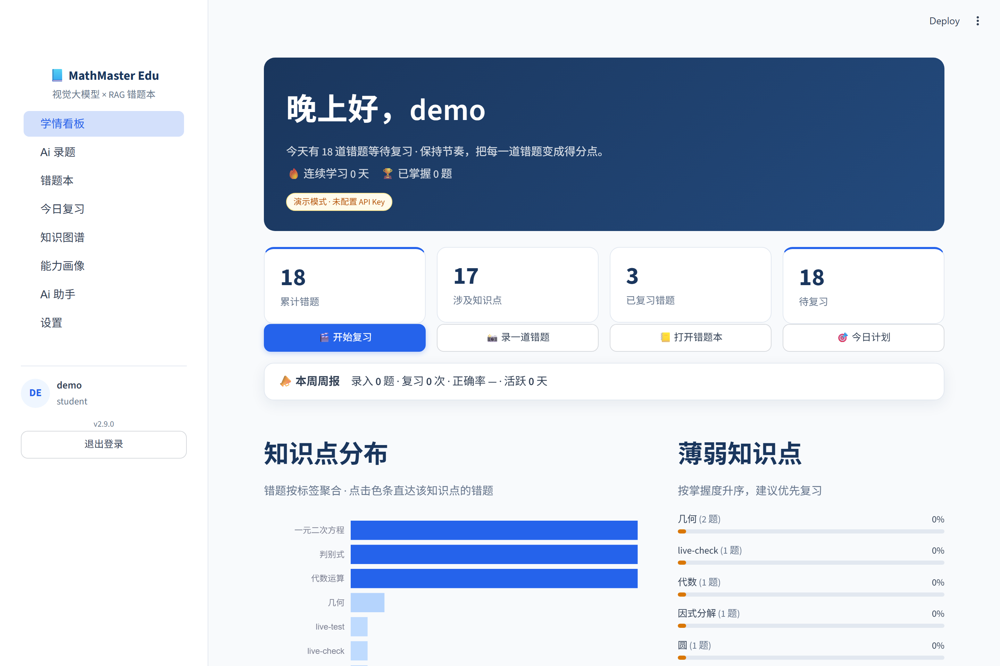 Deploy
MathMaster Edu
视觉大模型 × RAG 错题本
学情看板
Ai 录题
错题本
今日复习
知识图谱
能力画像
Ai 助手
设置
DE
demo
student
v2.9.0
退出登录
晚上好，demo
今天有 18 道错题等待复习 · 保持节奏，把每一道错题变成得分点。
连续学习 0 天 已掌握 0 题
演示模式 · 未配置 API Key
18
累计错题
17
涉及知识点
3
已复习错题
18
待复习
开始复习
录一道错题
打开错题本
今日计划
本周周报 录入 0 题 · 复习 0 次 · 正确率 — · 活跃 0 天
知识点分布
错题按标签聚合 · 点击色条直达该知识点的错题
一元二次方程
判别式
代数运算
几何
live-test
live-check
薄弱知识点
按掌握度升序，建议优先复习
几何 (2 题) 0%
live-check (1 题) 0%
代数 (1 题) 0%
因式分解 (1 题) 0%
圆 (1 题) 0%